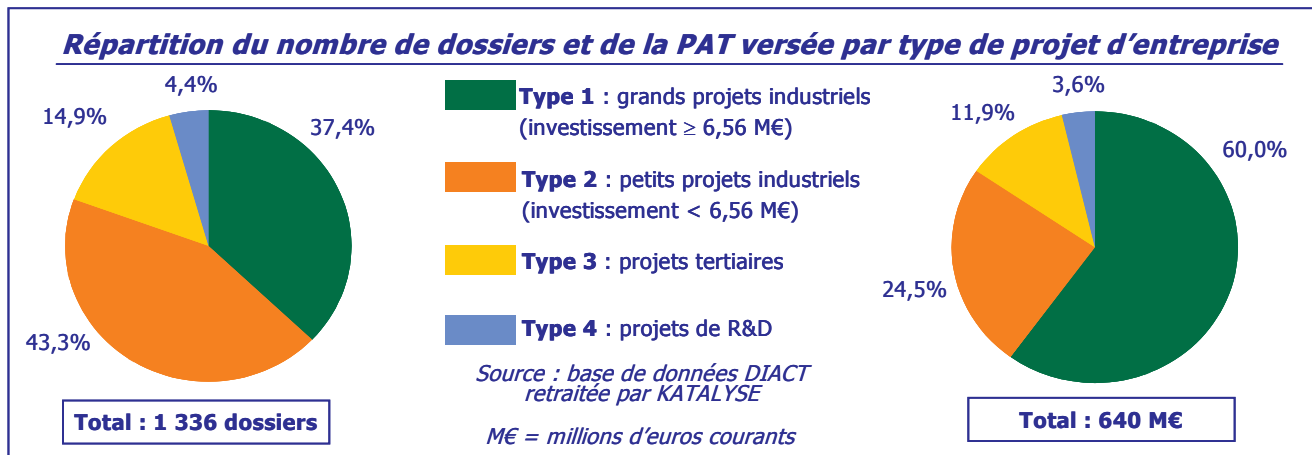 Répartition du nombre de dossiers et de la PAT versée par type de projet d'entreprise
4,4%
14,9%
37,4%
43,3%
Total : 1 336 dossiers
Type 1 : grands projets industriels
(investissement ≥ 6,56 M€)
Type 2 : petits projets industriels
(investissement < 6,56 M€)
Type 3 : projets tertiaires
Type 4 : projets de R&D
Source : base de données DIACT
retraitée par KATALYSE
M€ = millions d'euros courants
3,6%
11,9%
60,0%
24,5%
Total : 640 M€